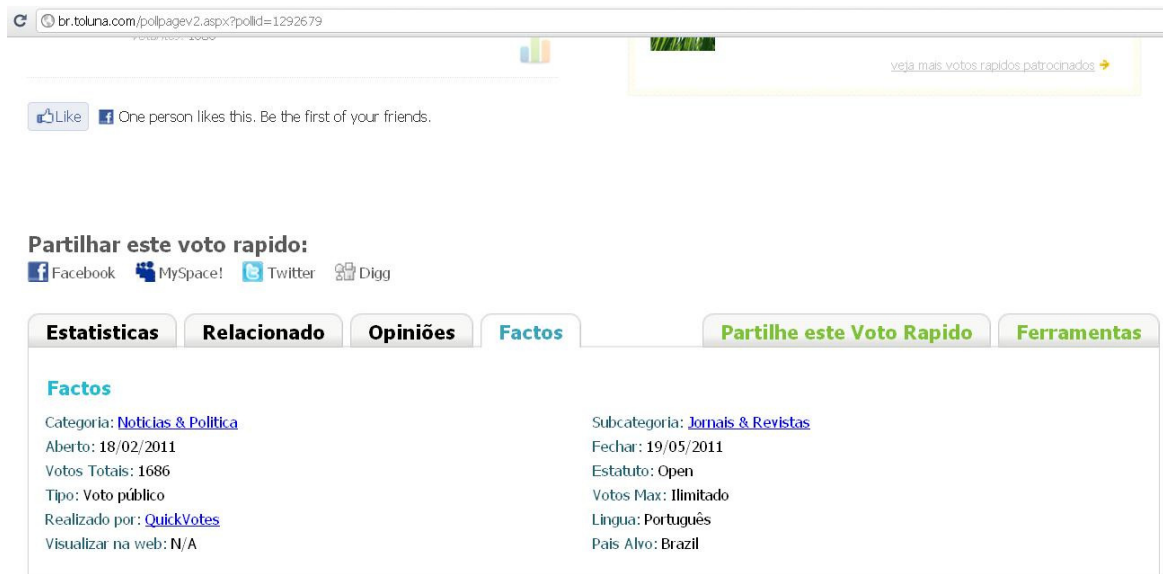 br.toluna.com/pollpagev2.aspx?pollid=1292679
Votantes: 1686
veja mais votos rapidos patrocinados
Like One person likes this. Be the first of your friends.
Partilhar este voto rapido:
Facebook MySpace! Twitter Digg
Estatisticas Relacionado Opiniões Factos Partilhe este Voto Rapido Ferramentas
Factos
Categoria: Noticias & Politica Subcategoria: Jornais & Revistas
Aberto: 18/02/2011 Fechar: 19/05/2011
Votos Totais: 1686 Estatuto: Open
Tipo: Voto público Votos Max: Ilimitado
Realizado por: QuickVotes Lingua: Português
Visualizar na web: N/A Pais Alvo: Brazil